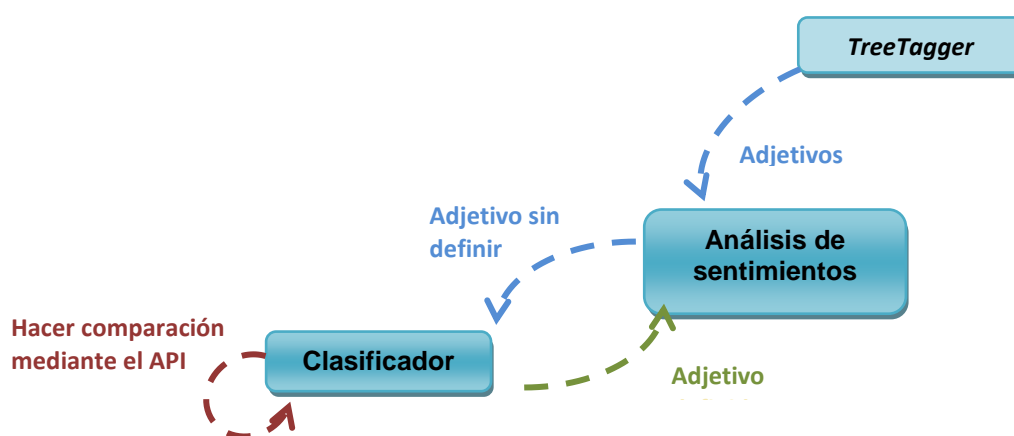 TreeTagger
Adjetivos
Adjetivo sin
definir
Análisis de
sentimientos
Hacer comparación
mediante el API
Clasificador
Adjetivo